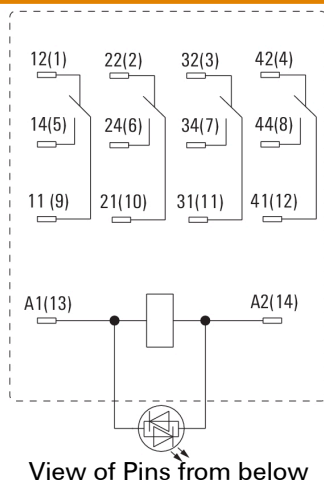 12(1) 22(2) 32(3) 42(4)
14(5) 24(6) 34(7) 44(8)
11 (9) 21(10) 31(11) 41(12)
A1(13) A2(14)
View of Pins from below